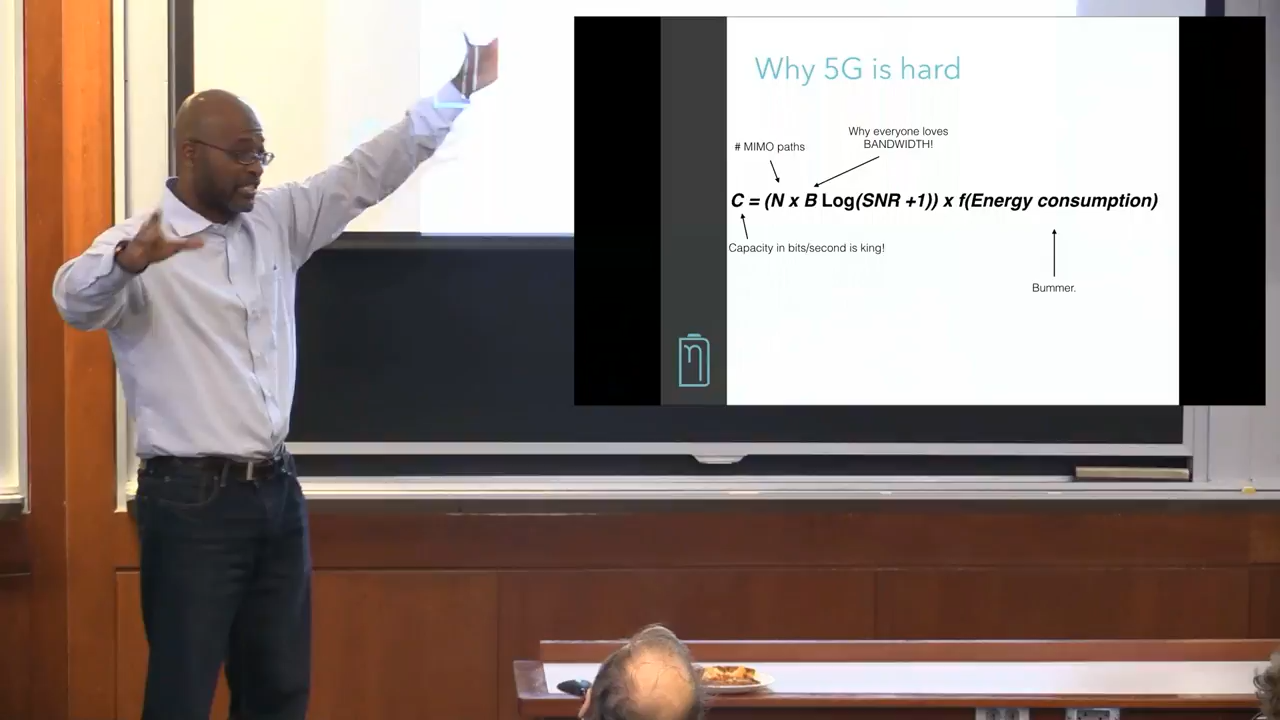 Why 5G is hard
Why everyone loves
BANDWIDTH!
# MIMO paths
C = (N x B Log(SNR +1)) x f(Energy consumption)
Capacity in bits/second is king!
Bummer.
η